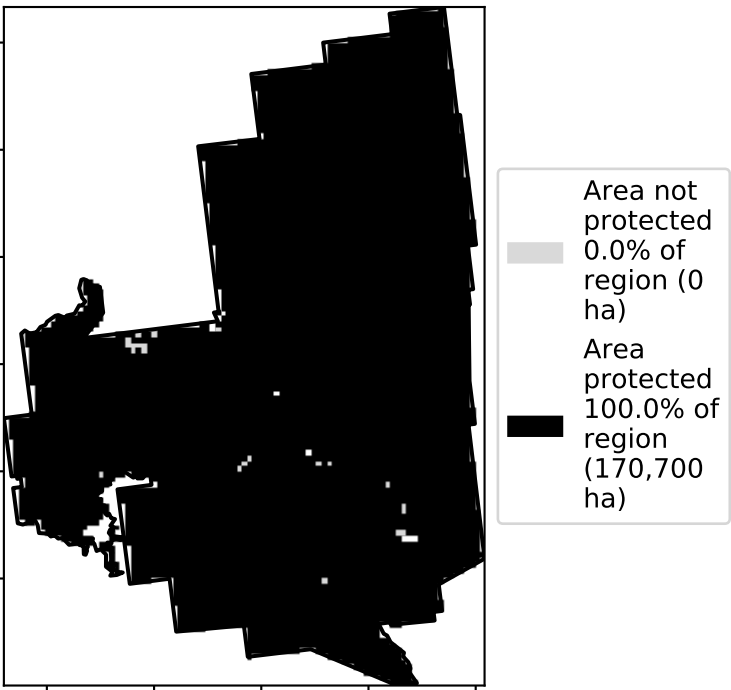 Area not
protected
0.0% of
region (0
ha)
Area
protected
100.0% of
region
(170,700
ha)